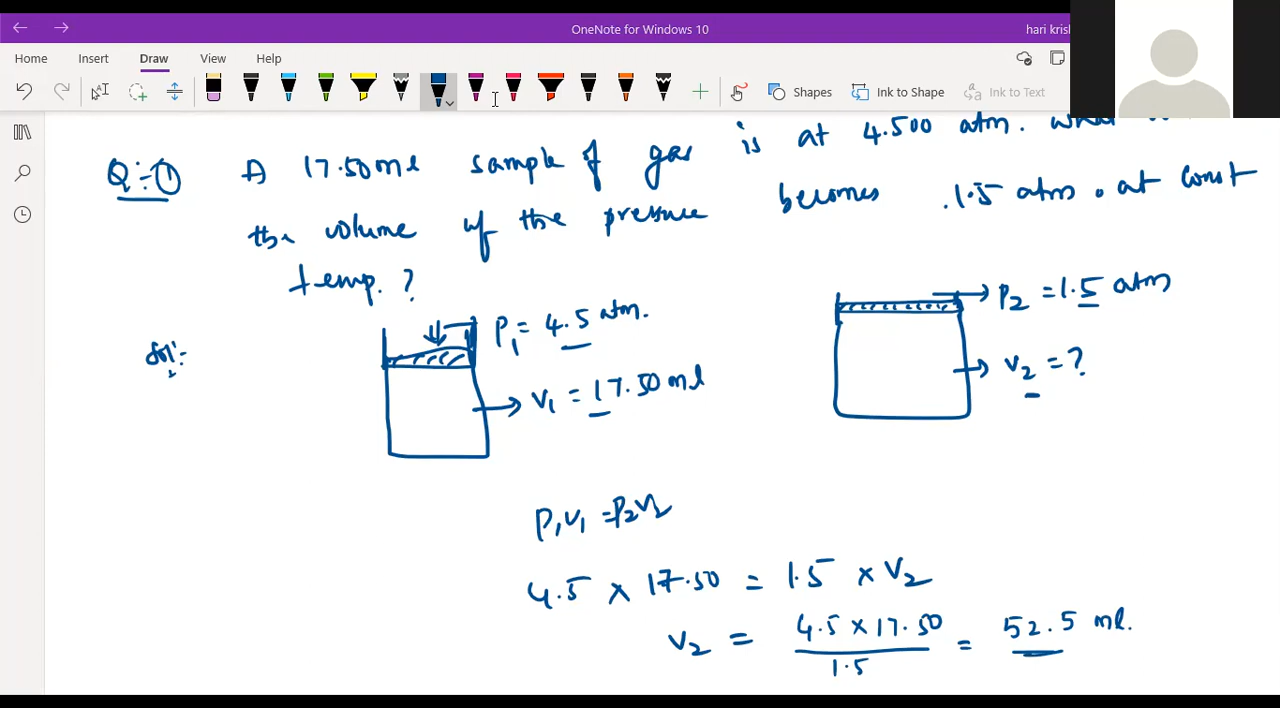 OneNote for Windows 10
hari krish
Home Insert Draw View Help
Shapes Ink to Shape Ink to Text
Q:-① A 17.50ml sample of gas is at 4.500 atm. What
the volume if the pressure becomes 1.5 atm. at const
temp. ?
Sol:-
P₁ = 4.5 atm.
V₁ = 17.50 ml
P₂ = 1.5 atm
V₂ = ?
P₁V₁ = P₂V₂
4.5 × 17.50 = 1.5 × V₂
V₂ = 4.5 × 17.50 / 1.5 = 52.5 ml.